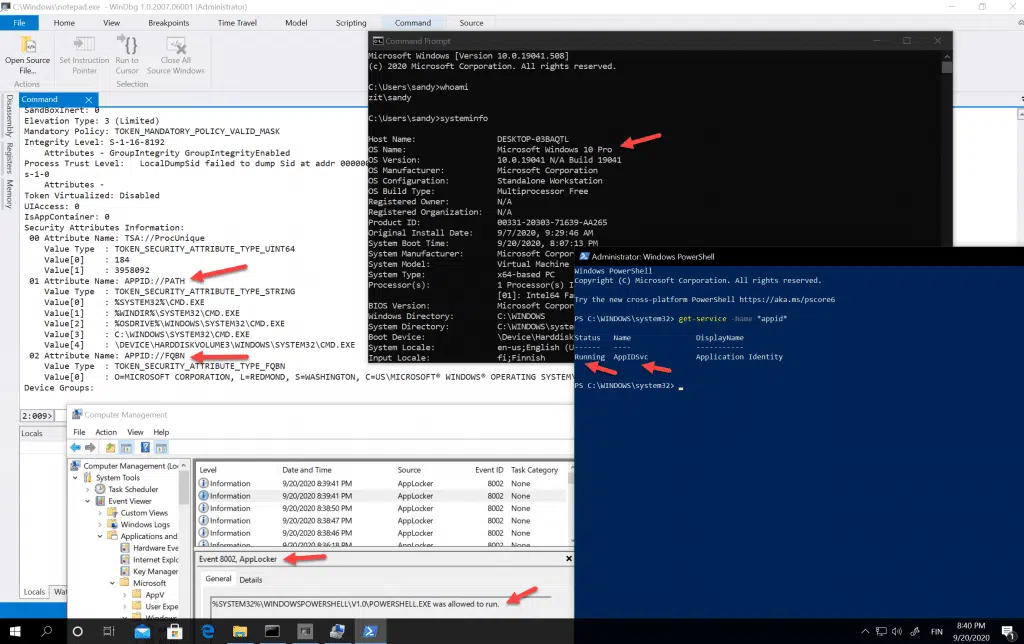 C:\Windows\notepad.exe - WinDbg 1.0.2007.06001 (Administrator)
File Home View Breakpoints Time Travel Model Scripting Command Source
Open Source File...
Set Instruction Pointer
Run to Cursor
Close All Source Windows
Actions
Selection
Disassembly Registers Memory
Command
SandBoxInert: 0
Elevation Type: 3 (Limited)
Mandatory Policy: TOKEN_MANDATORY_POLICY_VALID_MASK
Integrity Level: S-1-16-8192
Attributes - GroupIntegrity GroupIntegrityEnabled
Process Trust Level: LocalDumpSid failed to dump Sid at addr 000000
s-1-0
Attributes -
Token Virtualized: Disabled
UIAccess: 0
IsAppContainer: 0
Security Attributes Information:
00 Attribute Name: TSA://ProcUnique
Value Type : TOKEN_SECURITY_ATTRIBUTE_TYPE_UINT64
Value[0] : 184
Value[1] : 3958092
01 Attribute Name: APPID://PATH
Value Type : TOKEN_SECURITY_ATTRIBUTE_TYPE_STRING
Value[0] : %SYSTEM32%\CMD.EXE
Value[1] : %WINDIR%\SYSTEM32\CMD.EXE
Value[2] : %OSDRIVE%\WINDOWS\SYSTEM32\CMD.EXE
Value[3] : C:\WINDOWS\SYSTEM32\CMD.EXE
Value[4] : \DEVICE\HARDDISKVOLUME3\WINDOWS\SYSTEM32\CMD.EXE
02 Attribute Name: APPID://FQBN
Value Type : TOKEN_SECURITY_ATTRIBUTE_TYPE_FQBN
Value[0] : O=MICROSOFT CORPORATION, L=REDMOND, S=WASHINGTON, C=US\MICROSOFT® WINDOWS® OPERATING SYSTEM\
Device Groups:
2:009>
Locals
Locals Wat
Command Prompt
Microsoft Windows [Version 10.0.19041.508]
(c) 2020 Microsoft Corporation. All rights reserved.
C:\Users\sandy>whoami
zit\sandy
C:\Users\sandy>systeminfo
Host Name: DESKTOP-03BAQTL
OS Name: Microsoft Windows 10 Pro
OS Version: 10.0.19041 N/A Build 19041
OS Manufacturer: Microsoft Corporation
OS Configuration: Standalone Workstation
OS Build Type: Multiprocessor Free
Registered Owner: N/A
Registered Organization: N/A
Product ID: 00331-20303-71639-AA265
Original Install Date: 9/7/2020, 9:29:46 AM
System Boot Time: 9/20/2020, 8:07:13 PM
System Manufacturer: Microsoft Corpor
System Model: Virtual Machine
System Type: x64-based PC
Processor(s): 1 Processor(s) I
[01]: Intel64 Fa
BIOS Version: Microsoft Corpor
Windows Directory: C:\WINDOWS
System Directory: C:\WINDOWS\syste
Boot Device: \Device\Harddisk
System Locale: en-us;English (U
Input Locale: fi;Finnish
Administrator: Windows PowerShell
Windows PowerShell
Copyright (C) Microsoft Corporation. All rights reserved.
Try the new cross-platform PowerShell https://aka.ms/pscore6
PS C:\WINDOWS\system32> get-service -Name "appid*"
Status Name DisplayName
------ ---- -----------
Running AppIDSvc Application Identity
PS C:\WINDOWS\system32>
Computer Management
File Action View Help
Computer Management (Loc
System Tools
Task Scheduler
Event Viewer
Custom Views
Windows Logs
Applications and
Hardware Eve
Internet Explo
Key Manager
Microsoft
AppV
User Expe
Windows
Level Date and Time Source Event ID Task Category
Information 9/20/2020 8:39:41 PM AppLocker 8002 None
Information 9/20/2020 8:39:41 PM AppLocker 8002 None
Information 9/20/2020 8:38:50 PM AppLocker 8002 None
Information 9/20/2020 8:38:47 PM AppLocker 8002 None
Information 9/20/2020 8:38:46 PM AppLocker 8002 None
Information 9/20/2020 8:36:18 PM AppLocker 8002 None
Event 8002, AppLocker
General Details
%SYSTEM32%\WINDOWSPOWERSHELL\V1.0\POWERSHELL.EXE was allowed to run.
FIN
8:40 PM
9/20/2020
1